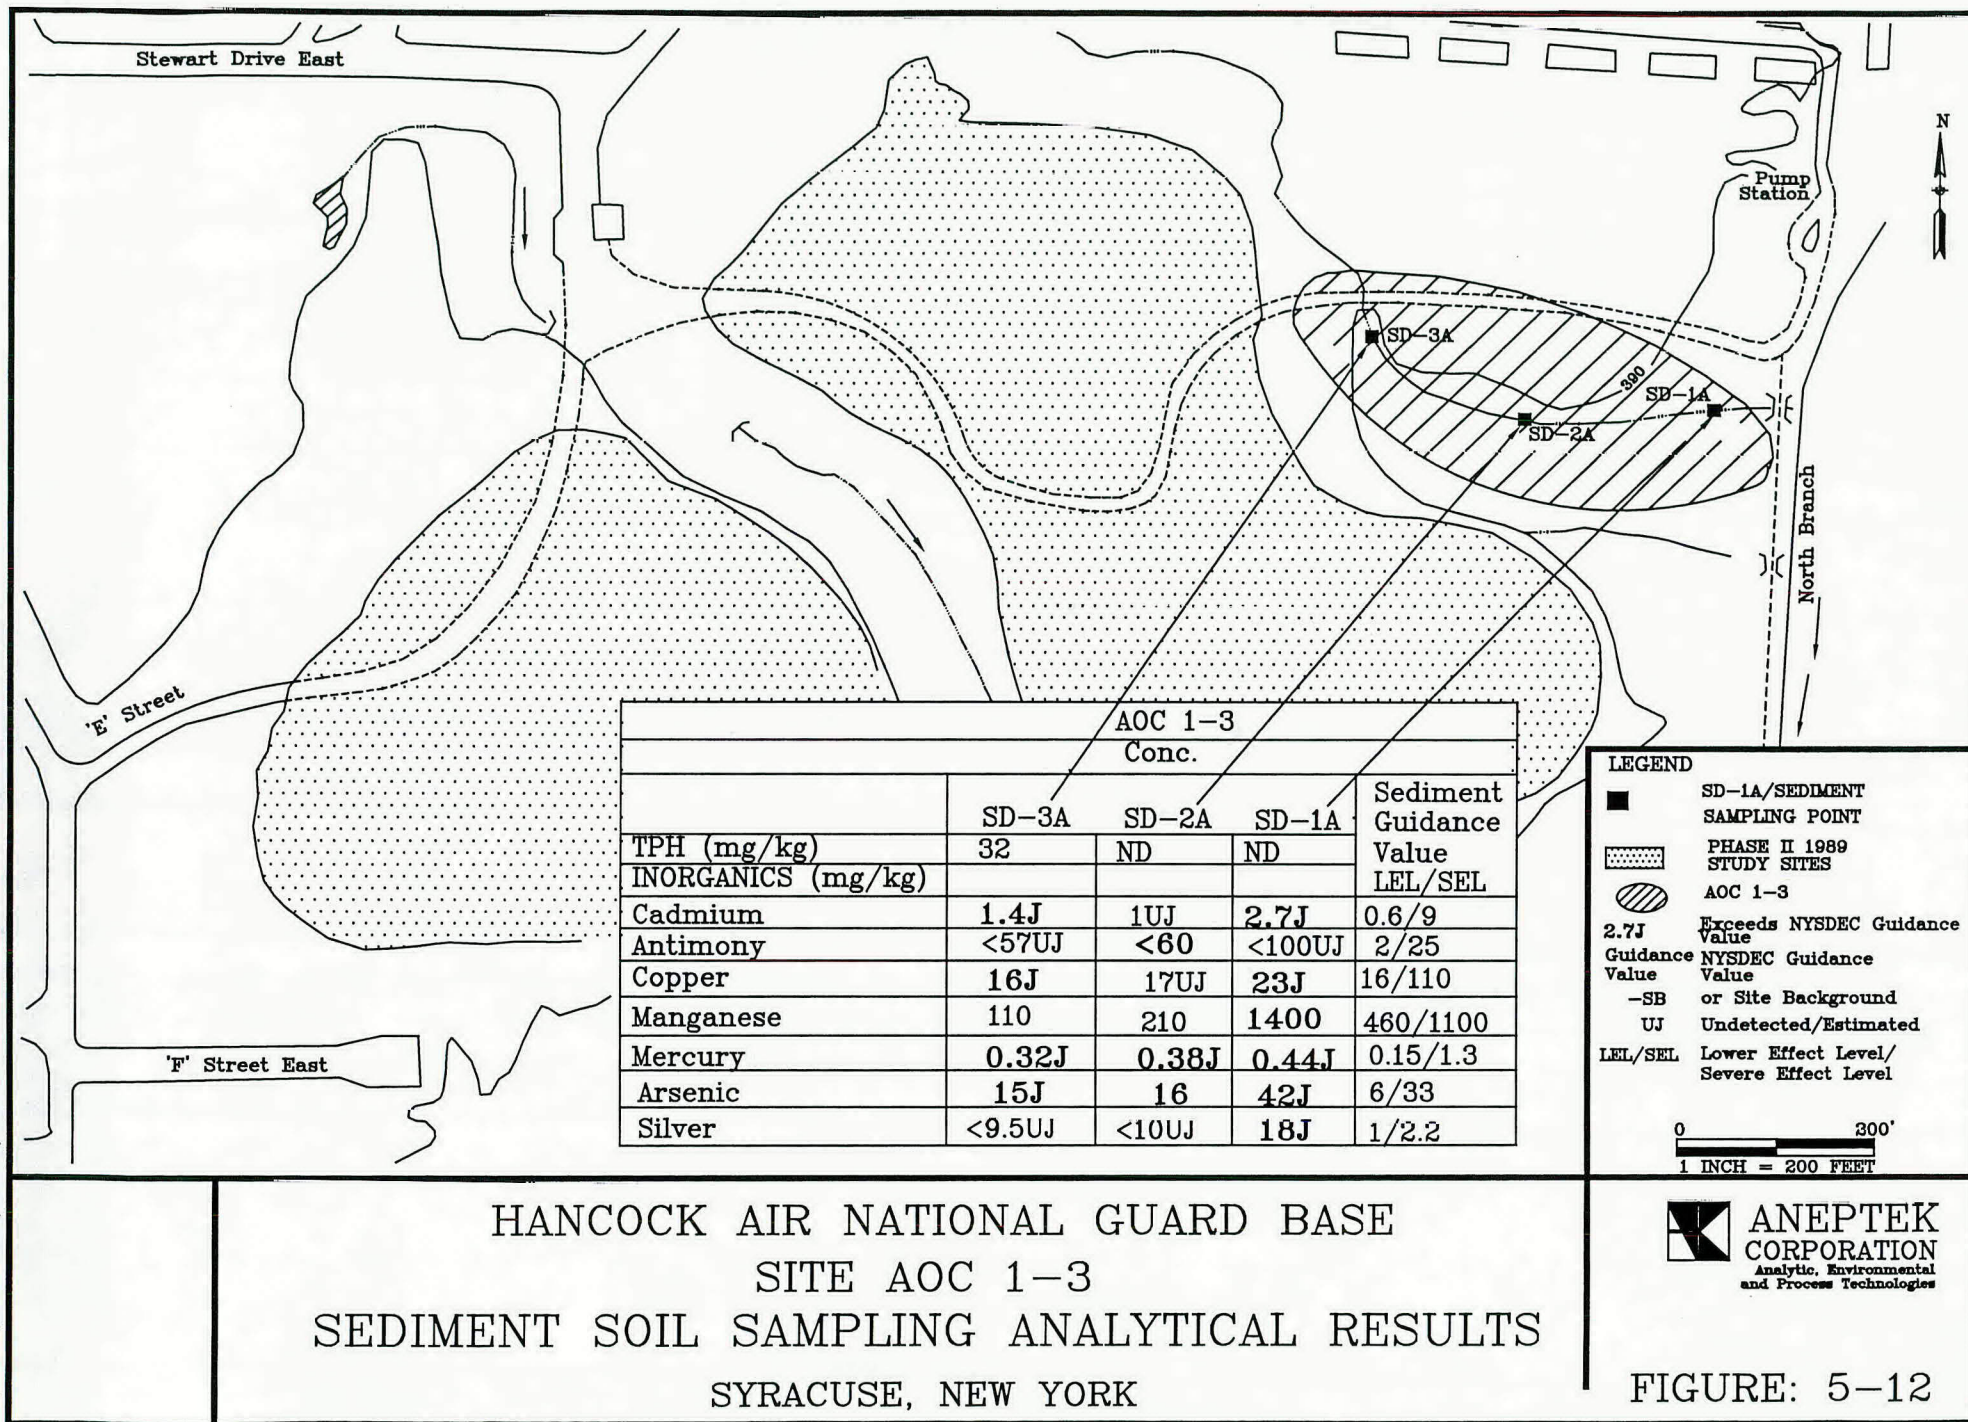 Stewart Drive East
N
Pump
Station
SD-3A
390
SD-1A
SD-2A
North Branch
'E' Street
'F' Street East
AOC 1-3
Conc.
SD-3A SD-2A SD-1A Sediment Guidance Value LEL/SEL
TPH (mg/kg) 32 ND ND
INORGANICS (mg/kg)
Cadmium 1.4J 1UJ 2.7J 0.6/9
Antimony <57UJ <60 <100UJ 2/25
Copper 16J 17UJ 23J 16/110
Manganese 110 210 1400 460/1100
Mercury 0.32J 0.38J 0.44J 0.15/1.3
Arsenic 15J 16 42J 6/33
Silver <9.5UJ <10UJ 18J 1/2.2
LEGEND
SD-1A/SEDIMENT
SAMPLING POINT
PHASE II 1989
STUDY SITES
AOC 1-3
2.7J Exceeds NYSDEC Guidance
Value
Guidance NYSDEC Guidance
Value Value
-SB or Site Background
UJ Undetected/Estimated
LEL/SEL Lower Effect Level/
Severe Effect Level
0 200'
1 INCH = 200 FEET
HANCOCK AIR NATIONAL GUARD BASE
SITE AOC 1-3
SEDIMENT SOIL SAMPLING ANALYTICAL RESULTS
SYRACUSE, NEW YORK
ANEPTEK
CORPORATION
Analytic, Environmental
and Process Technologies
FIGURE: 5-12